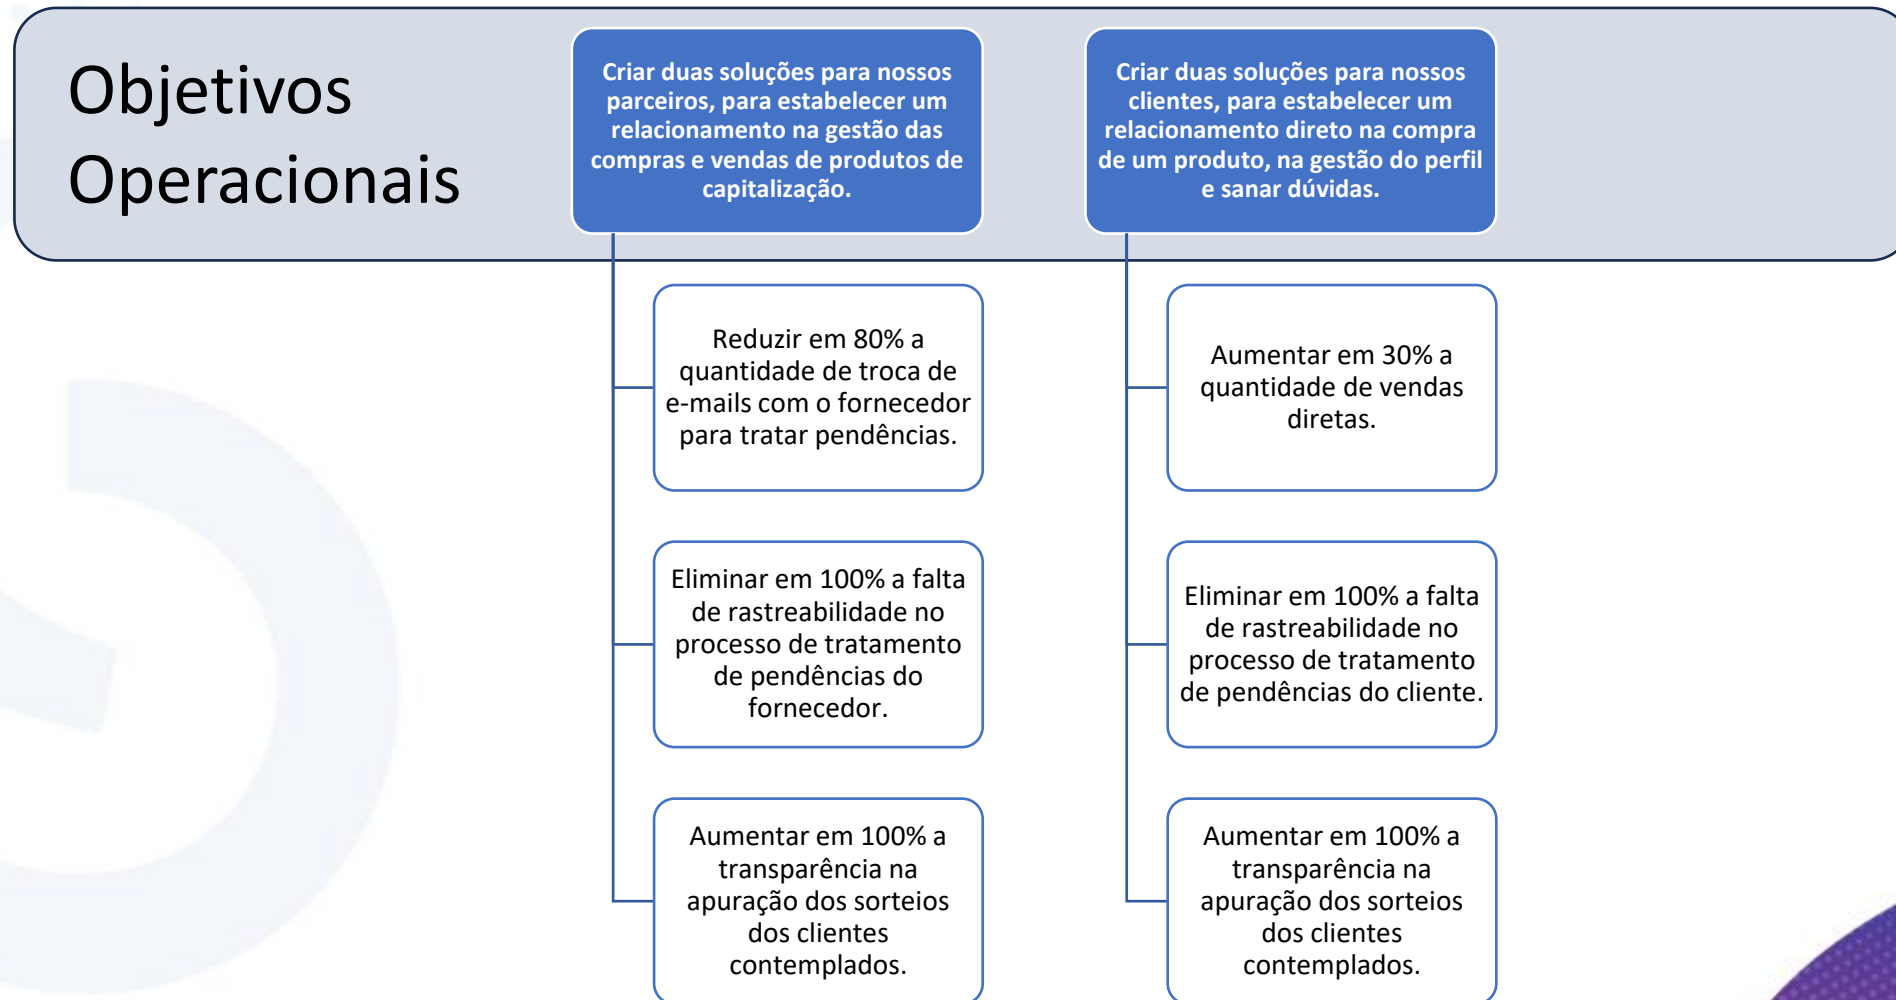 Objetivos
Operacionais
Criar duas soluções para nossos
parceiros, para estabelecer um
relacionamento na gestão das
compras e vendas de produtos de
capitalização.
Reduzir em 80% a
quantidade de troca de
e-mails com o fornecedor
para tratar pendências.
Eliminar em 100% a falta
de rastreabilidade no
processo de tratamento
de pendências do
fornecedor.
Aumentar em 100% a
transparência na
apuração dos sorteios
dos clientes
contemplados.
Criar duas soluções para nossos
clientes, para estabelecer um
relacionamento direto na compra
de um produto, na gestão do perfil
e sanar dúvidas.
Aumentar em 30% a
quantidade de vendas
diretas.
Eliminar em 100% a falta
de rastreabilidade no
processo de tratamento
de pendências do cliente.
Aumentar em 100% a
transparência na
apuração dos sorteios
dos clientes
contemplados.